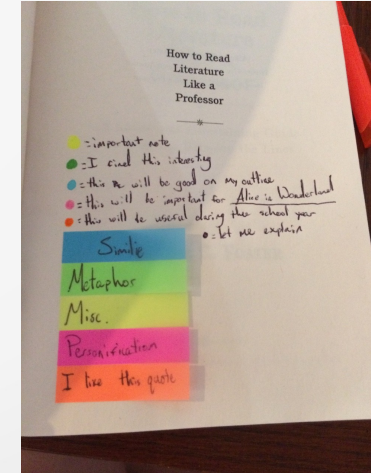 How to Read
Literature
Like a
Professor
= important note
= I find this interesting
= this will be good on my outline
= this will be important for Alice in Wonderland
= this will be useful during the school year
= let me explain
Similie
Metaphor
Misc.
Personification
I like this quote